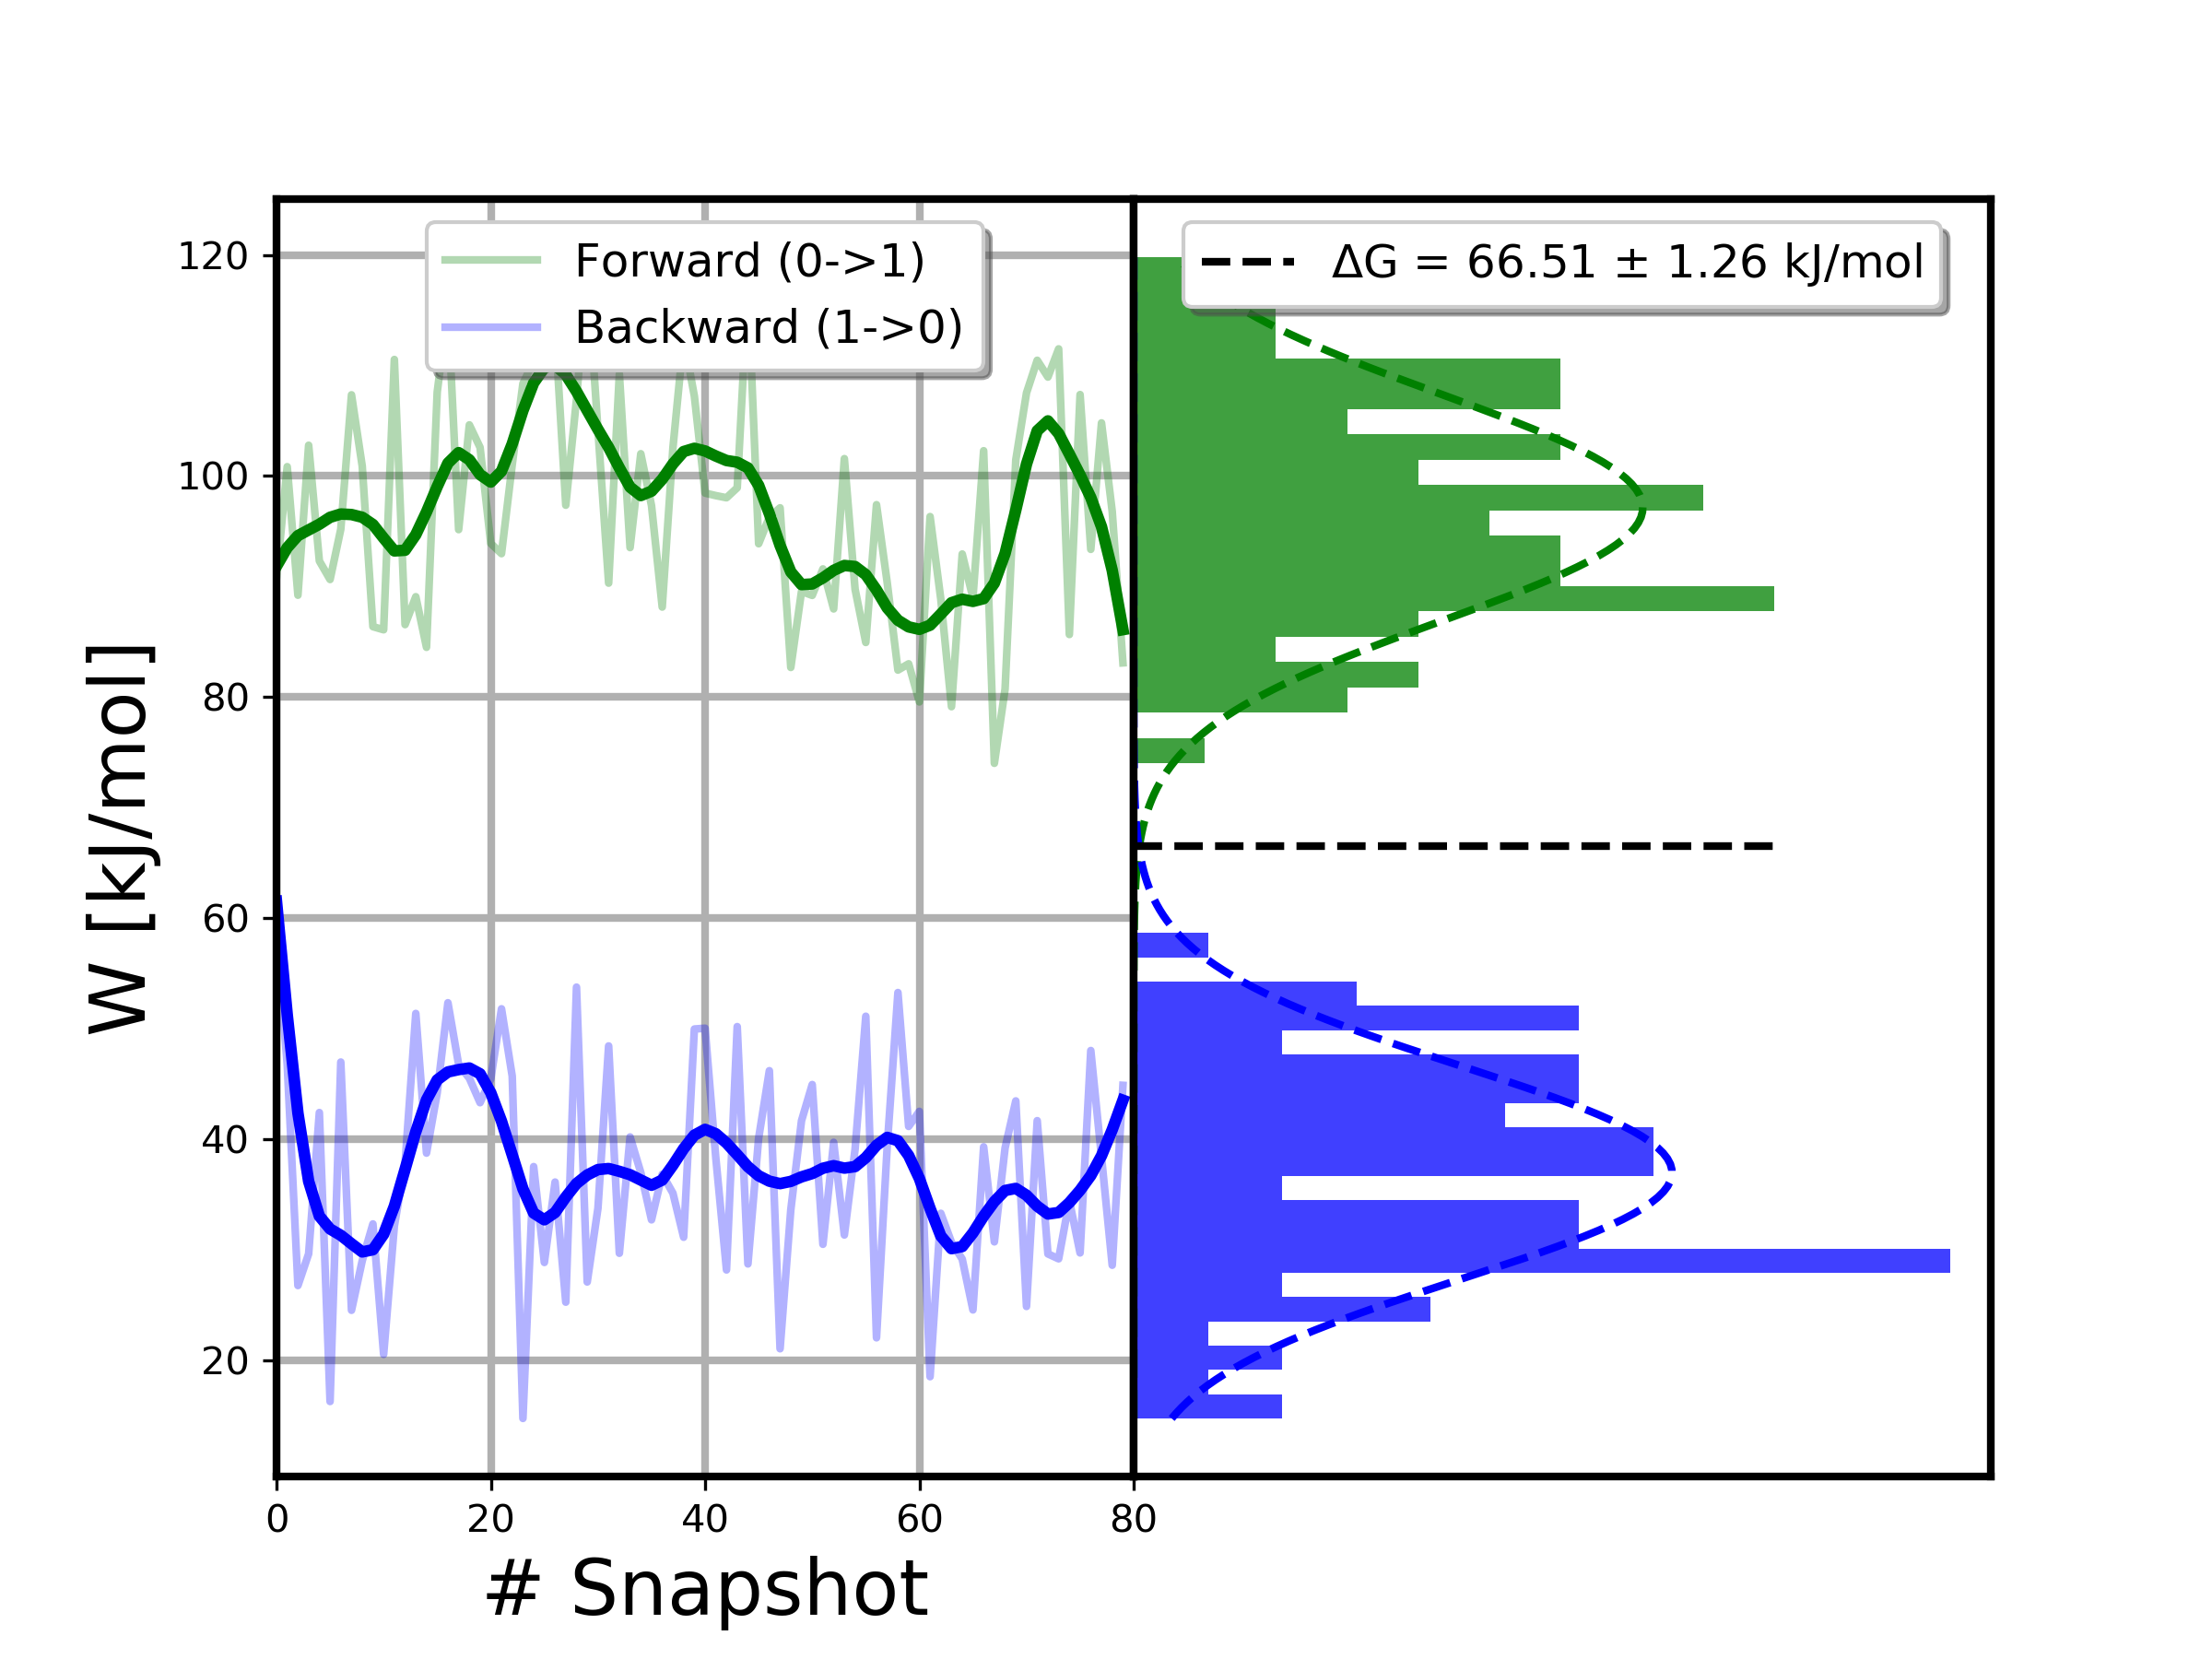 Forward (0->1)
Backward (1->0)
ΔG = 66.51 ± 1.26 kJ/mol
W [kJ/mol]
120
100
80
60
40
20
0
20
40
60
80
# Snapshot